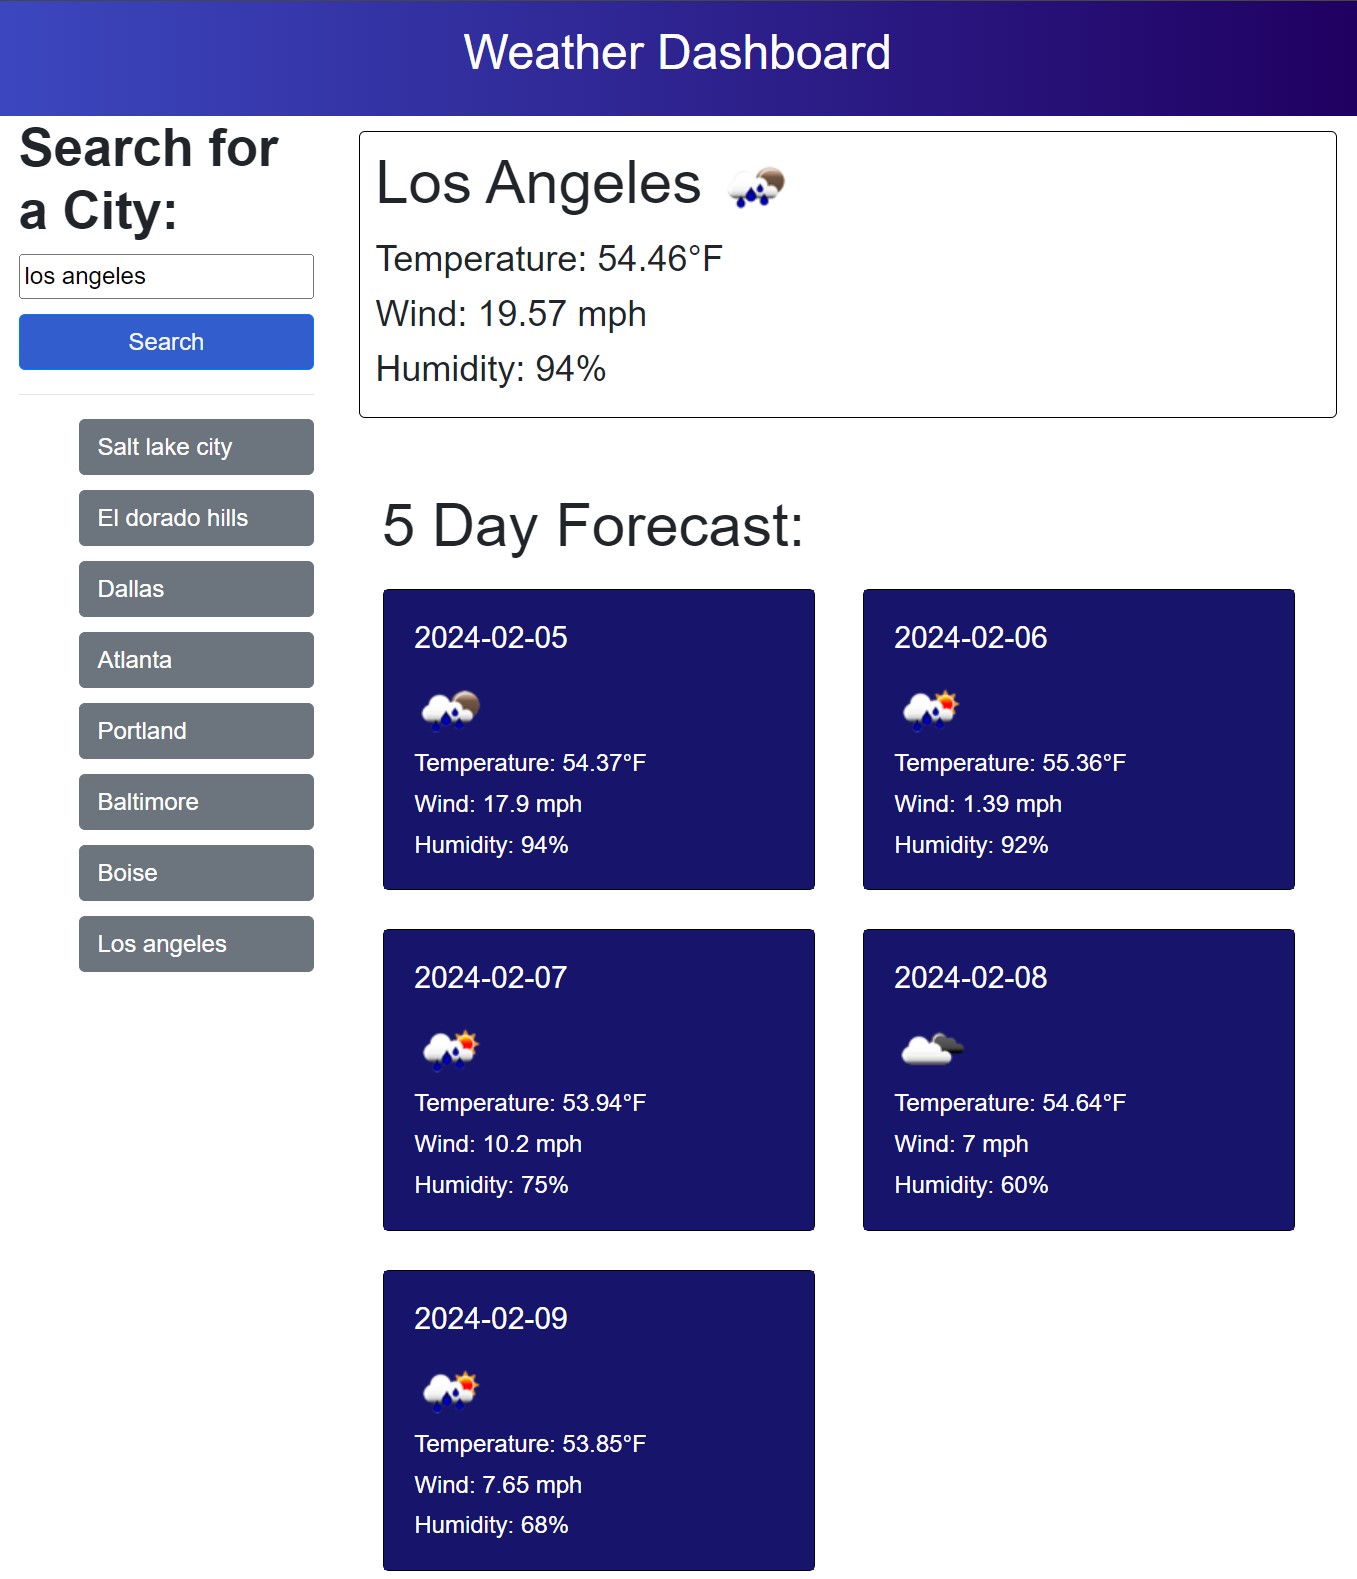 Weather Dashboard
Search for
a City:
los angeles
Search
Salt lake city
El dorado hills
Dallas
Atlanta
Portland
Baltimore
Boise
Los angeles
Los Angeles
Temperature: 54.46°F
Wind: 19.57 mph
Humidity: 94%
5 Day Forecast:
2024-02-05
Temperature: 54.37°F
Wind: 17.9 mph
Humidity: 94%
2024-02-06
Temperature: 55.36°F
Wind: 1.39 mph
Humidity: 92%
2024-02-07
Temperature: 53.94°F
Wind: 10.2 mph
Humidity: 75%
2024-02-08
Temperature: 54.64°F
Wind: 7 mph
Humidity: 60%
2024-02-09
Temperature: 53.85°F
Wind: 7.65 mph
Humidity: 68%